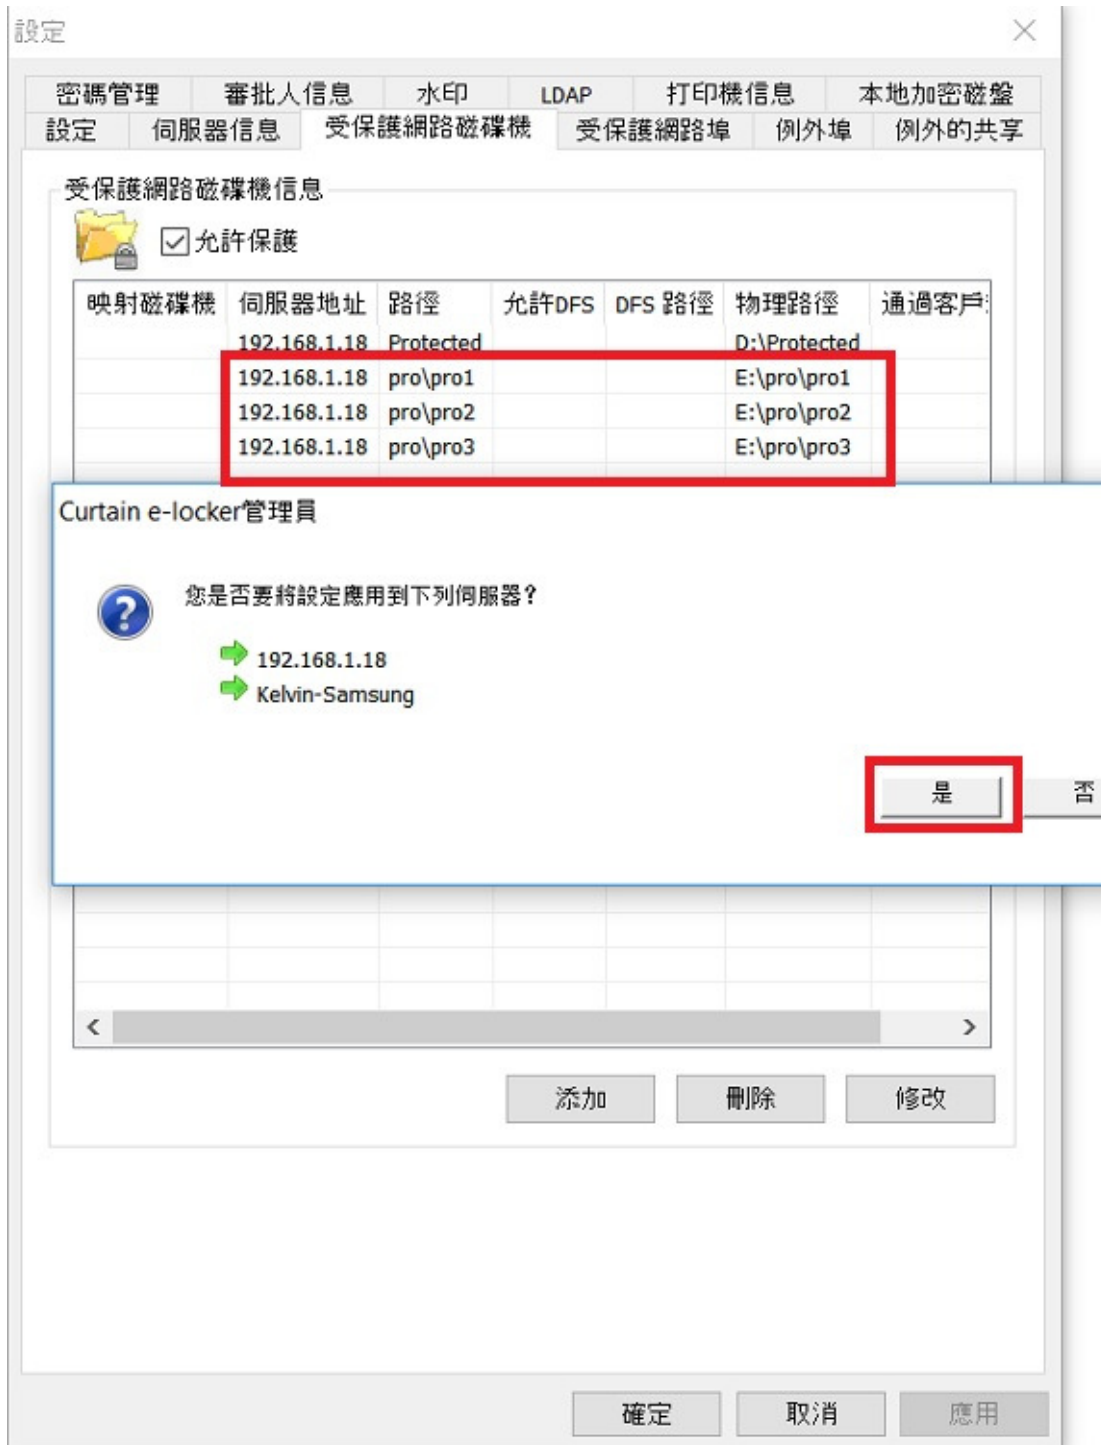 設定
密碼管理 審批人信息 水印 LDAP 打印機信息 本地加密磁盤
設定 伺服器信息 受保護網路磁碟機 受保護網路埠 例外埠 例外的共享
受保護網路磁碟機信息
允許保護
映射磁碟機 伺服器地址 路徑 允許DFS DFS 路徑 物理路徑 通過客戶
192.168.1.18 Protected D:\Protected
192.168.1.18 pro\pro1 E:\pro\pro1
192.168.1.18 pro\pro2 E:\pro\pro2
192.168.1.18 pro\pro3 E:\pro\pro3
Curtain e-locker管理員
您是否要將設定應用到下列伺服器?
192.168.1.18
Kelvin-Samsung
是 否
添加 刪除 修改
確定 取消 應用